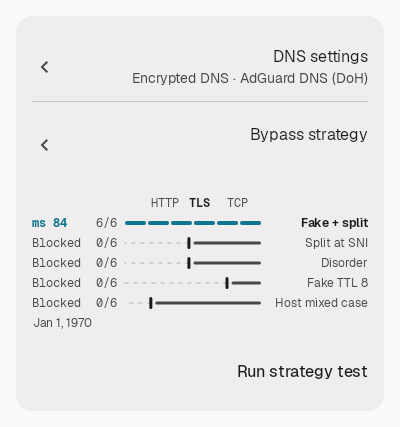 DNS settings
Encrypted DNS · AdGuard DNS (DoH)
Bypass strategy
HTTP TLS TCP
ms 84 6/6 Fake + split
Blocked 0/6 Split at SNI
Blocked 0/6 Disorder
Blocked 0/6 Fake TTL 8
Blocked 0/6 Host mixed case
Jan 1, 1970
Run strategy test